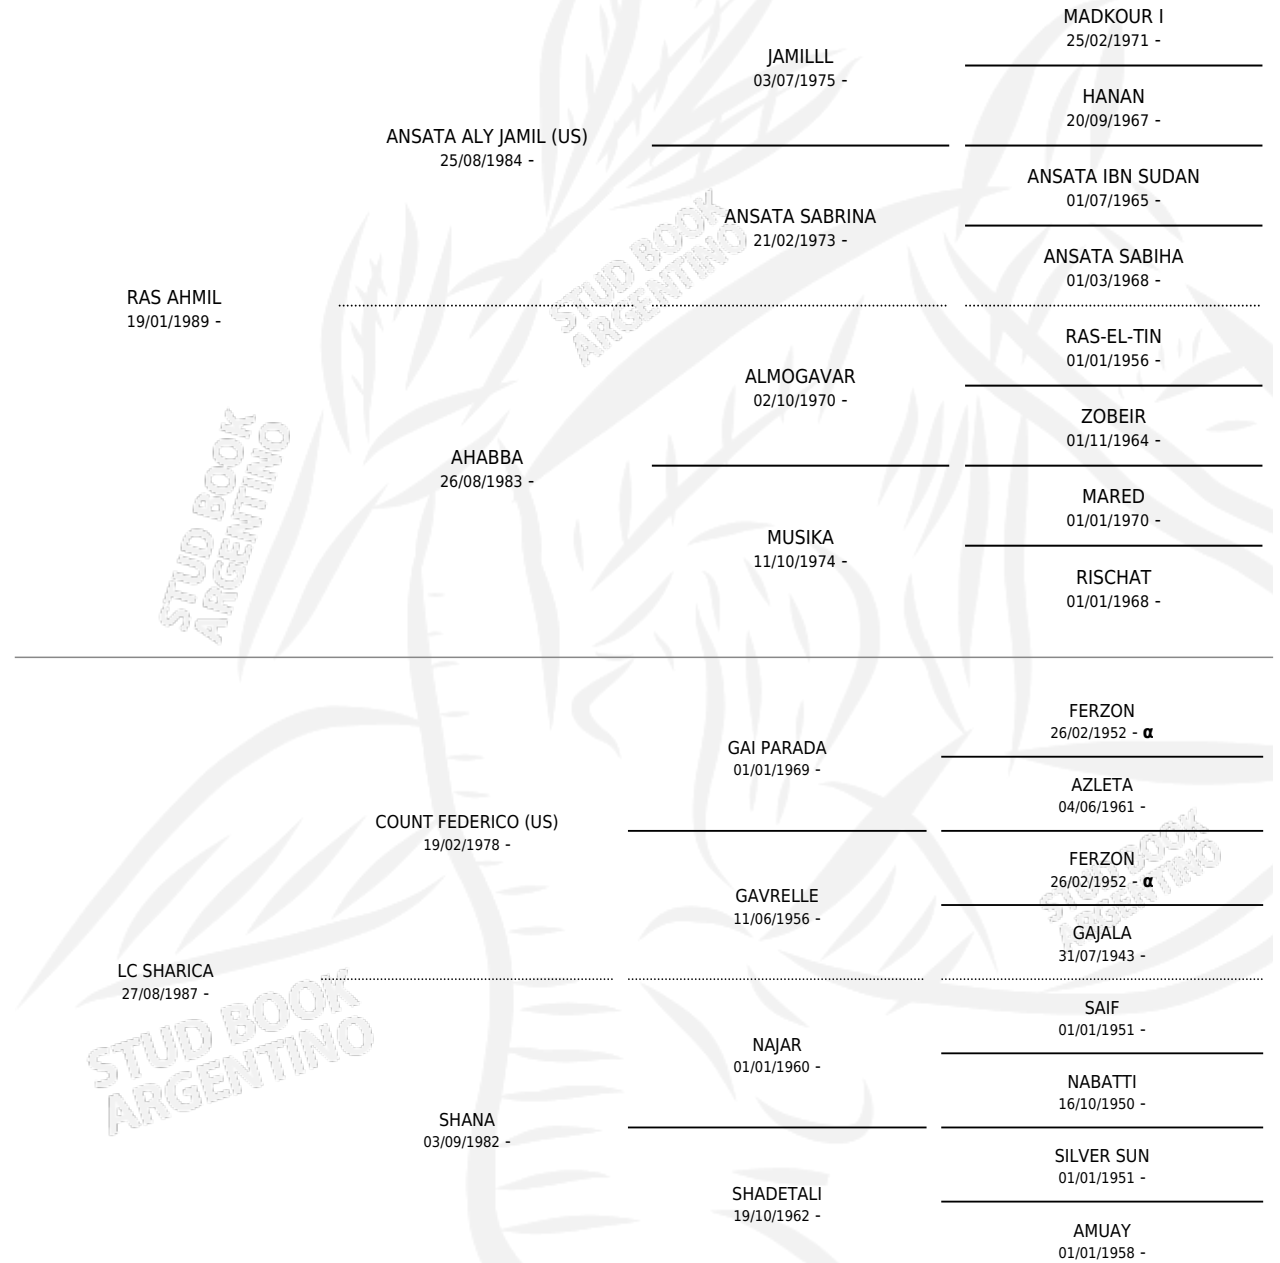 MADKOUR I
25/02/1971 -
JAMILLL
03/07/1975 -
HANAN
20/09/1967 -
ANSATA ALY JAMIL (US)
25/08/1984 -
ANSATA IBN SUDAN
01/07/1965 -
ANSATA SABRINA
21/02/1973 -
ANSATA SABIHA
01/03/1968 -
STUD BOOK
ARGENTINO
RAS AHMIL
19/01/1989 -
RAS-EL-TIN
01/01/1956 -
ALMOGAVAR
02/10/1970 -
ZOBEIR
01/11/1964 -
AHABBA
26/08/1983 -
MARED
01/01/1970 -
MUSIKA
11/10/1974 -
RISCHAT
01/01/1968 -
STUD BOOK
ARGENTINO
FERZON
26/02/1952 - α
GAI PARADA
01/01/1969 -
AZLETA
04/06/1961 -
COUNT FEDERICO (US)
19/02/1978 -
FERZON
26/02/1952 - α
GAVRELLE
11/06/1956 -
GAJALA
31/07/1943 -
STUD BOOK
ARGENTINO
LC SHARICA
27/08/1987 -
SAIF
01/01/1951 -
NAJAR
01/01/1960 -
NABATTI
16/10/1950 -
STUD BOOK
ARGENTINO
SHANA
03/09/1982 -
SILVER SUN
01/01/1951 -
SHADETALI
19/10/1962 -
AMUAY
01/01/1958 -